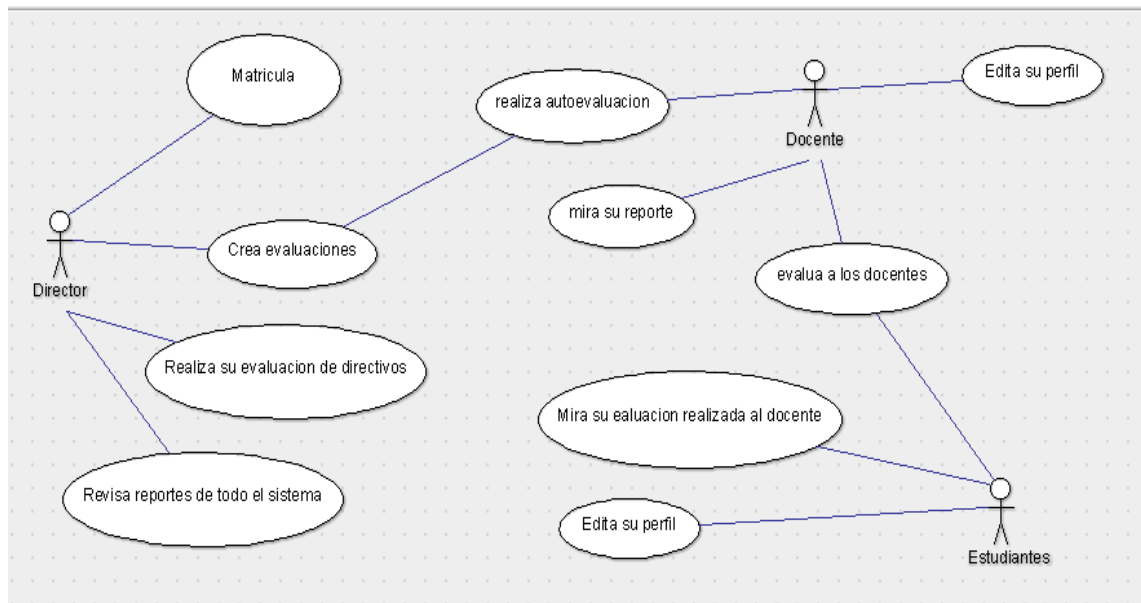 Matricula
realiza autoevaluacion
Edita su perfil
Docente
mira su reporte
Crea evaluaciones
Director
evalua a los docentes
Realiza su evaluacion de directivos
Mira su ealuacion realizada al docente
Revisa reportes de todo el sistema
Edita su perfil
Estudiantes